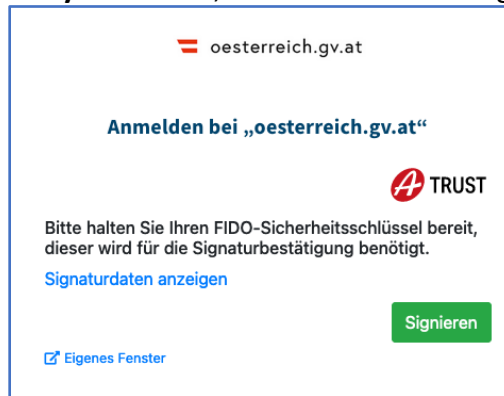 oesterreich.gv.at
Anmelden bei „oesterreich.gv.at“
A TRUST
Bitte halten Sie Ihren FIDO-Sicherheitsschlüssel bereit,
dieser wird für die Signaturbestätigung benötigt.
Signaturdaten anzeigen
Signieren
Eigenes Fenster